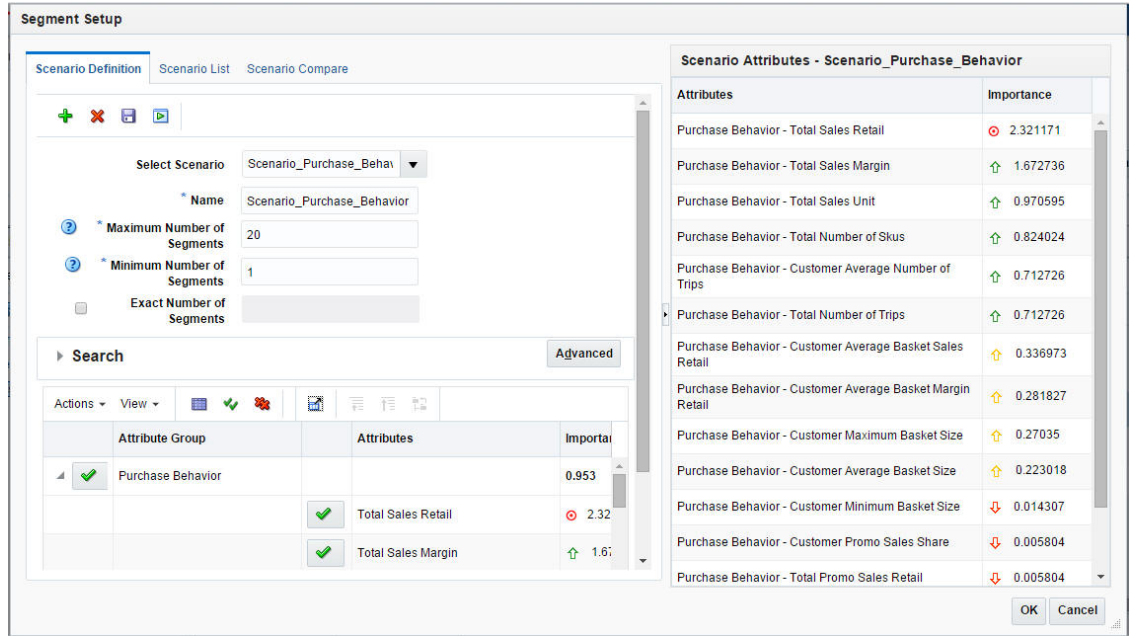 Segment Setup
Scenario Definition Scenario List Scenario Compare
Select Scenario Scenario_Purchase_Behav
* Name Scenario_Purchase_Behavior
* Maximum Number of
Segments
20
* Minimum Number of
Segments
1
Exact Number of
Segments
Search
Advanced
Actions View
Attribute Group Attributes Importa
Purchase Behavior 0.953
Total Sales Retail 2.32
Total Sales Margin 1.67
Scenario Attributes - Scenario_Purchase_Behavior
Attributes Importance
Purchase Behavior - Total Sales Retail 2.321171
Purchase Behavior - Total Sales Margin 1.672736
Purchase Behavior - Total Sales Unit 0.970595
Purchase Behavior - Total Number of Skus 0.824024
Purchase Behavior - Customer Average Number of
Trips
0.712726
Purchase Behavior - Total Number of Trips 0.712726
Purchase Behavior - Customer Average Basket Sales
Retail
0.336973
Purchase Behavior - Customer Average Basket Margin
Retail
0.281827
Purchase Behavior - Customer Maximum Basket Size 0.27035
Purchase Behavior - Customer Average Basket Size 0.223018
Purchase Behavior - Customer Minimum Basket Size 0.014307
Purchase Behavior - Customer Promo Sales Share 0.005804
Purchase Behavior - Total Promo Sales Retail 0.005804
OK Cancel